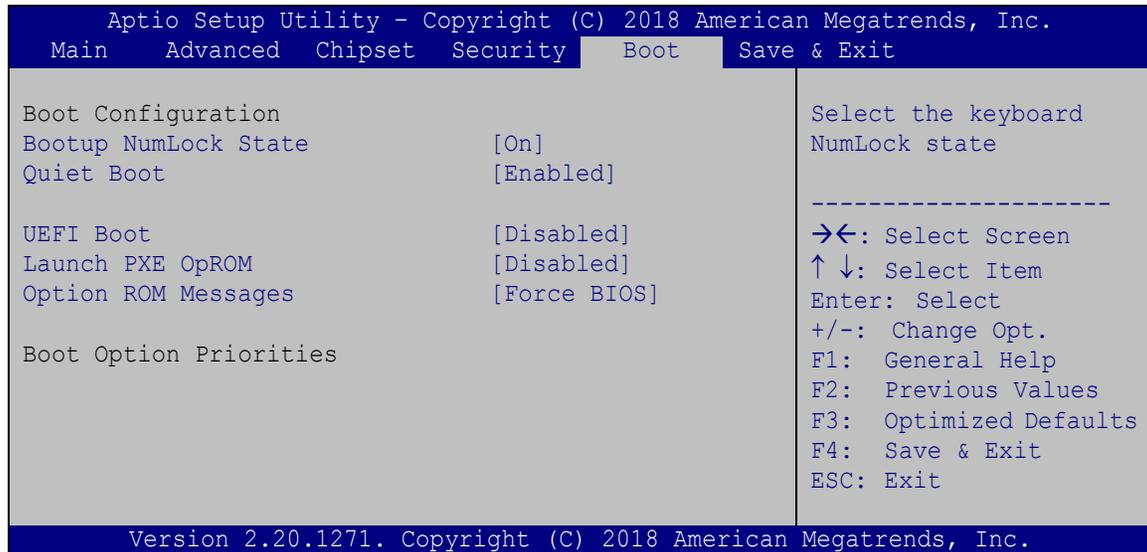 Aptio Setup Utility – Copyright (C) 2018 American Megatrends, Inc.
Main Advanced Chipset Security Boot Save & Exit
Boot Configuration
Bootup NumLock State [On]
Quiet Boot [Enabled]
UEFI Boot [Disabled]
Launch PXE OpROM [Disabled]
Option ROM Messages [Force BIOS]
Boot Option Priorities
Select the keyboard
NumLock state
---------------------
→←: Select Screen
↑ ↓: Select Item
Enter: Select
+/-: Change Opt.
F1: General Help
F2: Previous Values
F3: Optimized Defaults
F4: Save & Exit
ESC: Exit
Version 2.20.1271. Copyright (C) 2018 American Megatrends, Inc.